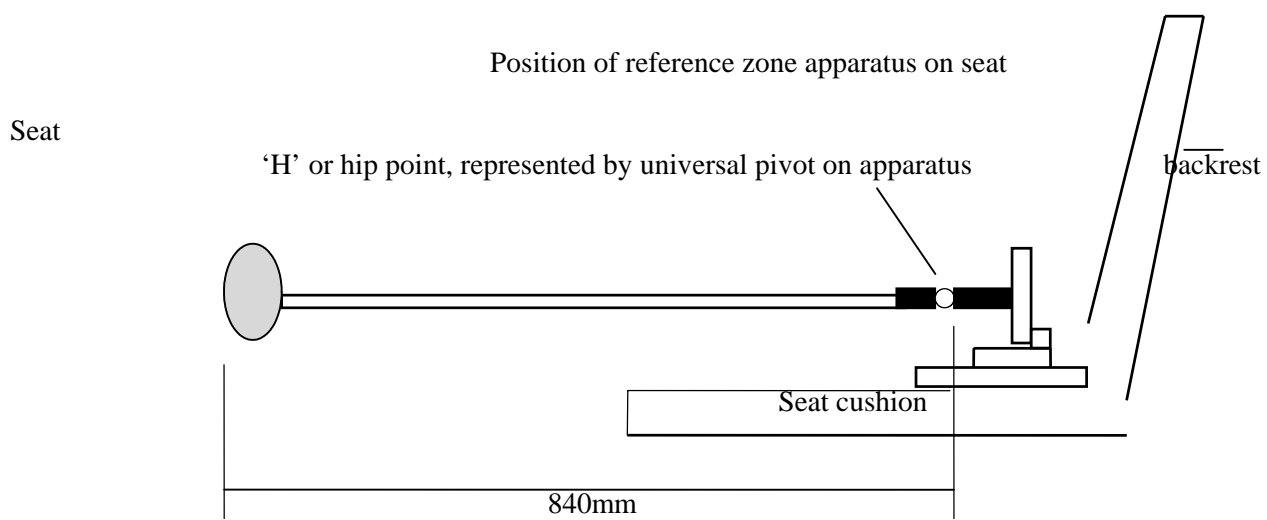 Position of reference zone apparatus on seat
Seat
‘H’ or hip point, represented by universal pivot on apparatus
backrest
Seat cushion
840mm